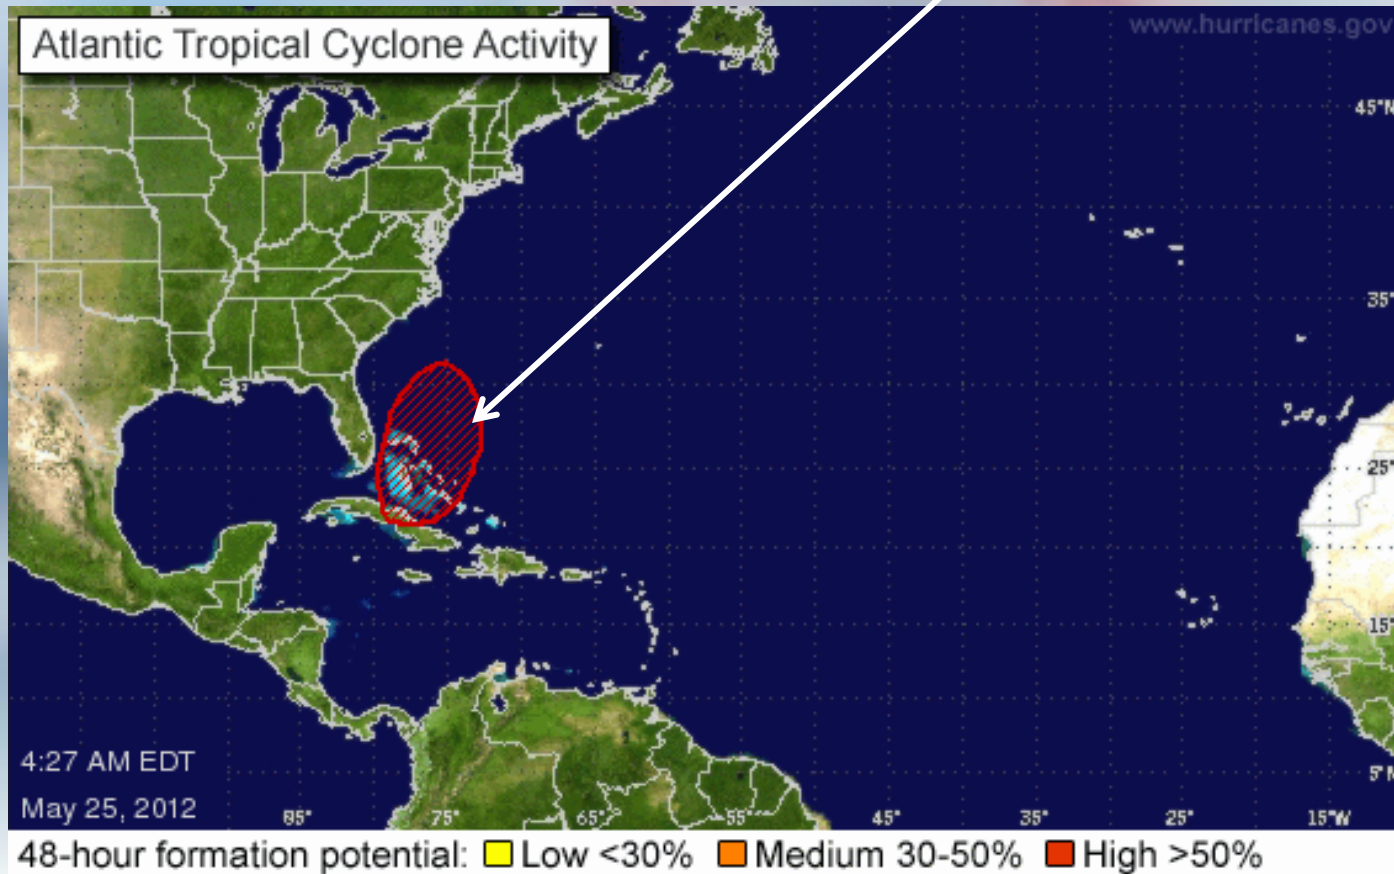 Atlantic Tropical Cyclone Activity
www.hurricanes.gov
45°N
35°
25°
15°
5°N
4:27 AM EDT
May 25, 2012
95° 75° 65° 55° 45° 35° 25° 15°W
48-hour formation potential: Low <30% Medium 30-50% High >50%